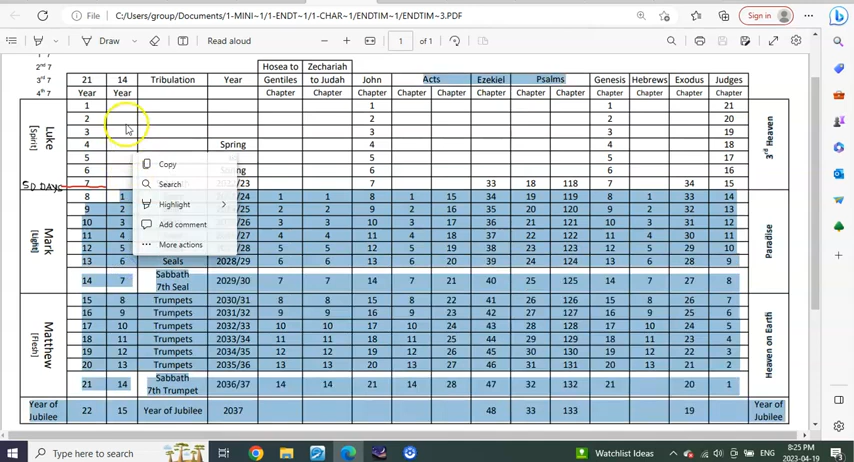 File | C:/Users/group/Documents/1-MINI~1/1-ENDT~1/1-CHAR~1/ENDTIM~1/ENDTIM~3.PDF
Sign in
Draw
Read aloud
1 of 1
2nd 7
Hosea to Zechariah
3rd 7 21 14 Tribulation Year Gentiles to Judah John Acts Ezekiel Psalms Genesis Hebrews Exodus Judges
4th 7 Year Year Chapter Chapter Chapter Chapter Chapter Chapter Chapter Chapter Chapter Chapter Chapter Chapter
1 1 1 21
2 2 2 20
3 3 3 19
4 Spring 4 4 18
5 5 5 17
6 Spring 6 6 16
7 2022/23 7 33 18 118 7 34 15
50 DAYS
8 1 /24 1 1 8 1 15 34 19 119 8 1 33 14
9 2 /25 2 2 9 2 16 35 20 120 9 2 32 13
10 3 /26 3 3 10 3 17 36 21 121 10 3 31 12
11 4 /27 4 4 11 4 18 37 22 122 11 4 30 11
12 5 /28 5 5 12 5 19 38 23 123 12 5 29 10
13 6 Seals 2028/29 6 6 13 6 20 39 24 124 13 6 28 9
Sabbath
14 7 7th Seal 2029/30 7 7 14 7 21 40 25 125 14 7 27 8
15 8 Trumpets 2030/31 8 8 15 8 22 41 26 126 15 8 26 7
16 9 Trumpets 2031/32 9 9 16 9 23 42 27 127 16 9 25 6
17 10 Trumpets 2032/33 10 10 17 10 24 43 28 128 17 10 24 5
18 11 Trumpets 2033/34 11 11 18 11 25 44 29 129 18 11 23 4
19 12 Trumpets 2034/35 12 12 19 12 26 45 30 130 19 12 22 3
20 13 Trumpets 2035/36 13 13 20 13 27 46 31 131 20 13 21 2
Sabbath
21 14 7th Trumpet 2036/37 14 14 21 14 28 47 32 132 21 20 1
Year of Jubilee 22 15 Year of Jubilee 2037 48 33 133 19 Year of Jubilee
Luke
[Spirit]
Mark
[Light]
Matthew
[Flesh]
3rd Heaven
Paradise
Heaven on Earth
Copy
Search
Highlight
Add comment
More actions
Type here to search
Watchlist Ideas
ENG
8:25 PM
2023-04-19